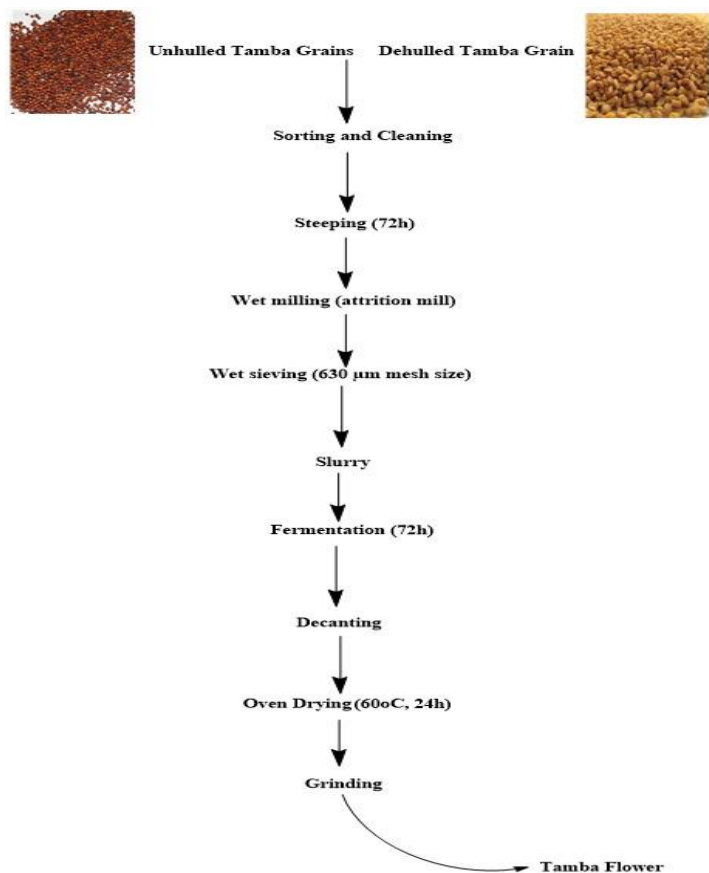 Unhulled Tamba Grains Dehulled Tamba Grain
Sorting and Cleaning
Steeping (72h)
Wet milling (attrition mill)
Wet sieving (630 µm mesh size)
Slurry
Fermentation (72h)
Decanting
Oven Drying (60oC, 24h)
Grinding
Tamba Flower